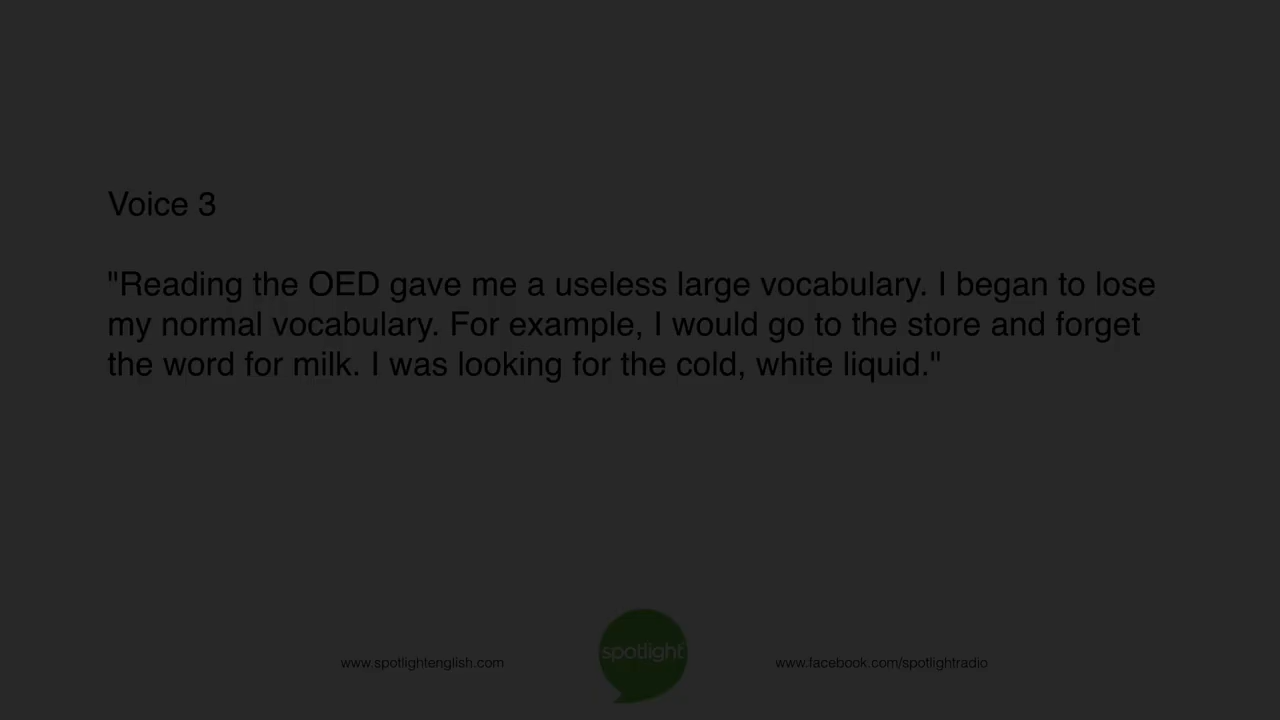 Voice 3
"Reading the OED gave me a useless large vocabulary. I began to lose
my normal vocabulary. For example, I would go to the store and forget
the word for milk. I was looking for the cold, white liquid."
spotlight
www.spotlightenglish.com
www.facebook.com/spotlightradio